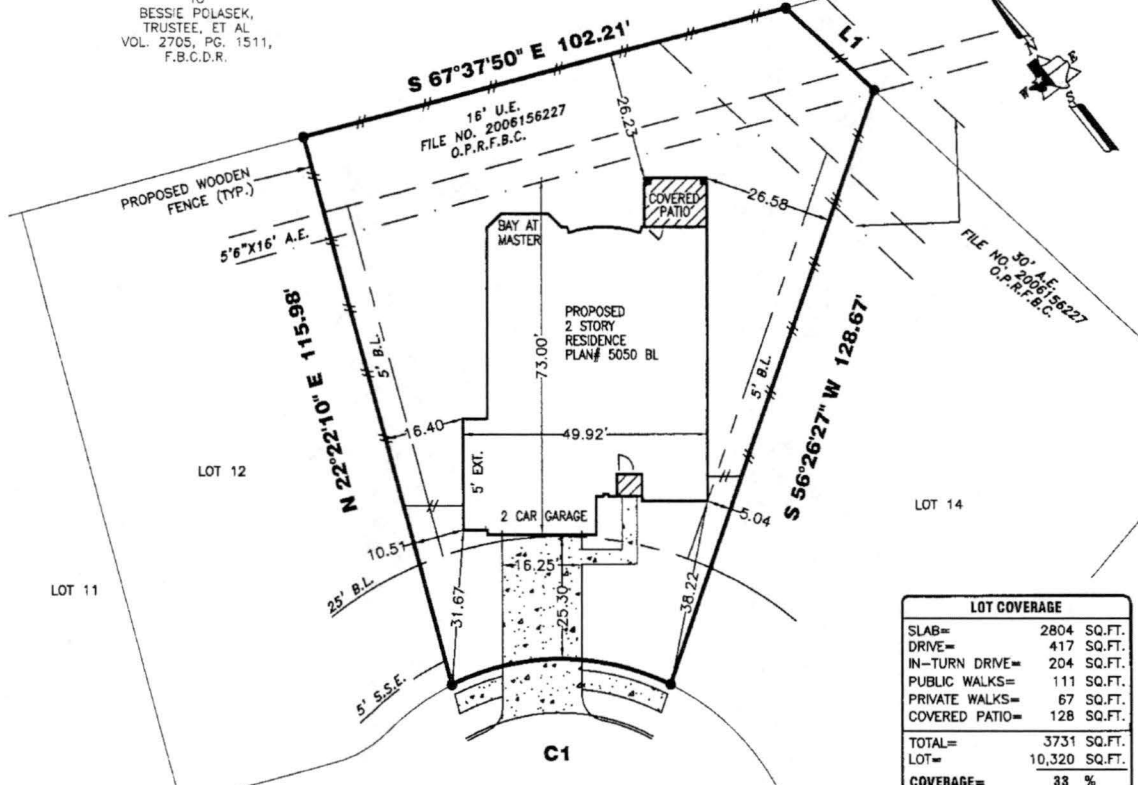 TO
BESSIE POLASEK,
TRUSTEE, ET AL
VOL. 2705, PG. 1511,
F.B.C.D.R.
S 67°37'50" E 102.21'
L1
N
E
W
S
16' U.E.
FILE NO. 2006156227
O.P.R.F.B.C.
26.23
PROPOSED WOODEN
FENCE (TYP.)
5'6"X16' A.E.
COVERED
PATIO
26.58
BAY AT
MASTER
30' A.E.
FILE NO. 2006156227
O.P.R.F.B.C.
N 22°22'10" E 115.98'
5' B.L.
73.00'
PROPOSED
2 STORY
RESIDENCE
PLAN# 5050 BL
5' B.L.
S 56°26'27" W 128.67'
16.40
49.92'
LOT 12
5' EXT.
LOT 14
2 CAR GARAGE
5.04
10.51
LOT 11
16.25'
25' B.L.
31.67
25.30
38.22
5' S.S.E.
C1
LOT COVERAGE
SLAB= 2804 SQ.FT.
DRIVE= 417 SQ.FT.
IN-TURN DRIVE= 204 SQ.FT.
PUBLIC WALKS= 111 SQ.FT.
PRIVATE WALKS= 67 SQ.FT.
COVERED PATIO= 128 SQ.FT.
TOTAL= 3731 SQ.FT.
LOT= 10,320 SQ.FT.
COVERAGE= 33 %